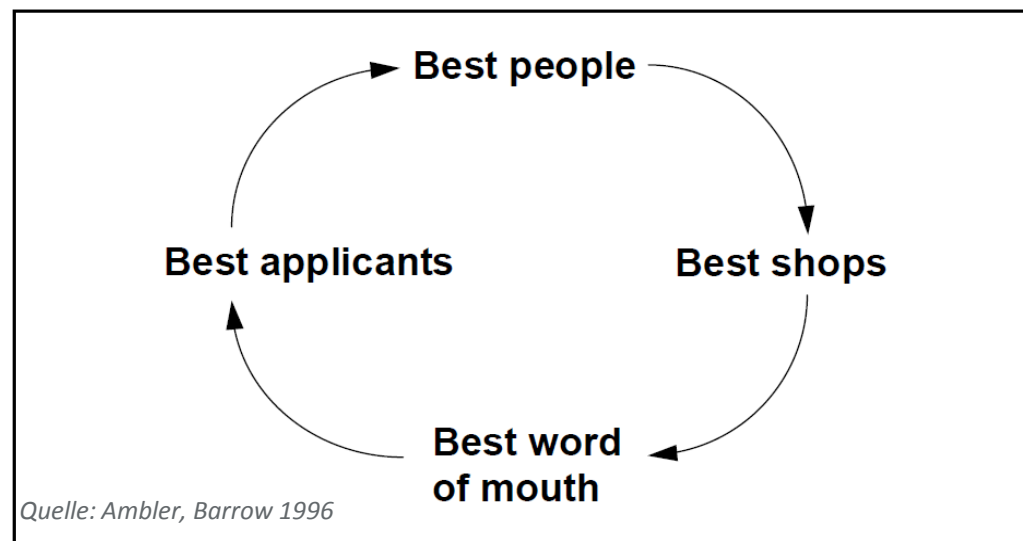 Best people
Best applicants
Best shops
Best word
of mouth
Quelle: Ambler, Barrow 1996